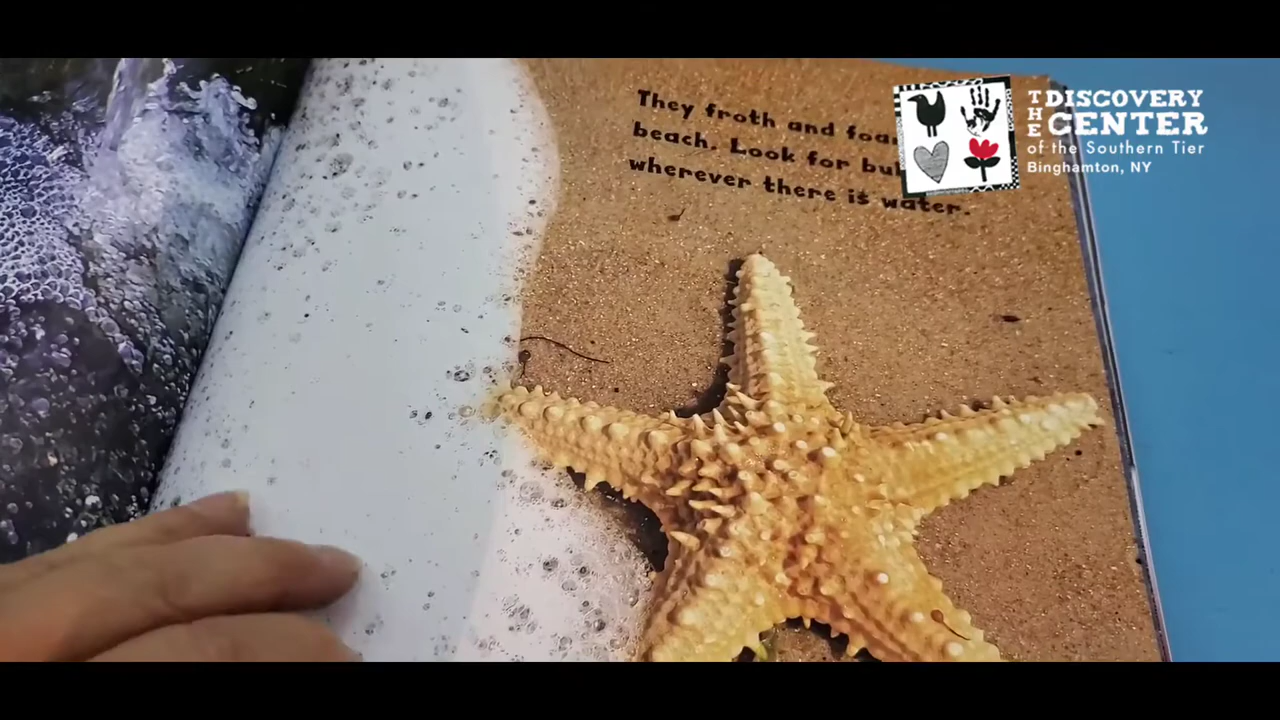 They froth and foa
beach. Look for bu
wherever there is water.
THE DISCOVERY
CENTER
of the Southern Tier
Binghamton, NY